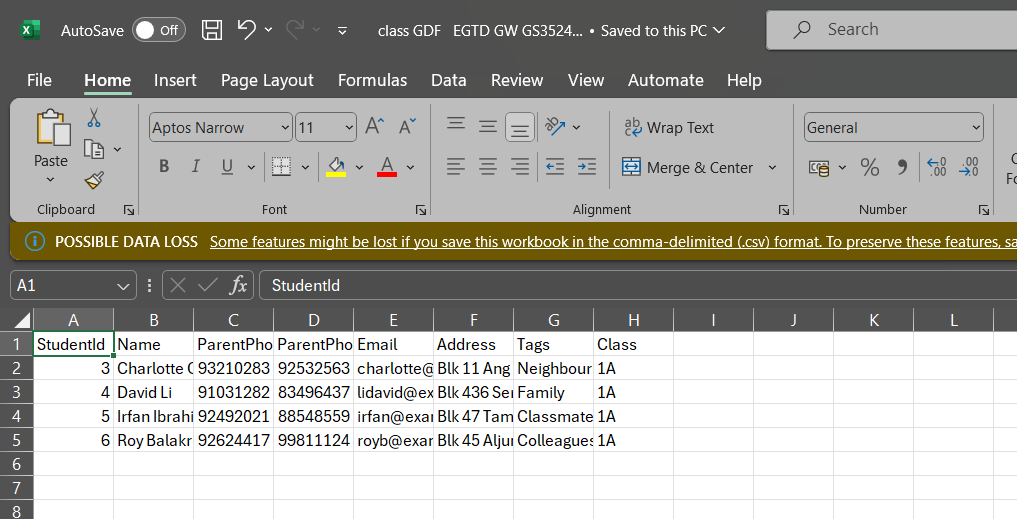 AutoSave Off class GDF EGTD GW GS3524... • Saved to this PC Search
File Home Insert Page Layout Formulas Data Review View Automate Help
Paste
Clipboard
Aptos Narrow 11
B I U A
Font
ab Wrap Text
Merge & Center
Alignment
General
% 9 .00 .00
Number
POSSIBLE DATA LOSS Some features might be lost if you save this workbook in the comma-delimited (.csv) format. To preserve these features, sa
A1 fx StudentId
A B C D E F G H I J K L
1 StudentId Name ParentPho ParentPho Email Address Tags Class
2 3 Charlotte 93210283 92532563 charlotte@ Blk 11 Ang Neighbour 1A
3 4 David Li 91031282 83496437 lidavid@ex Blk 436 Ser Family 1A
4 5 Irfan Ibrahi 92492021 88548559 irfan@exar Blk 47 Tam Classmate 1A
5 6 Roy Balakr 92624417 99811124 royb@exar Blk 45 Alju Colleagues 1A
6
7
8